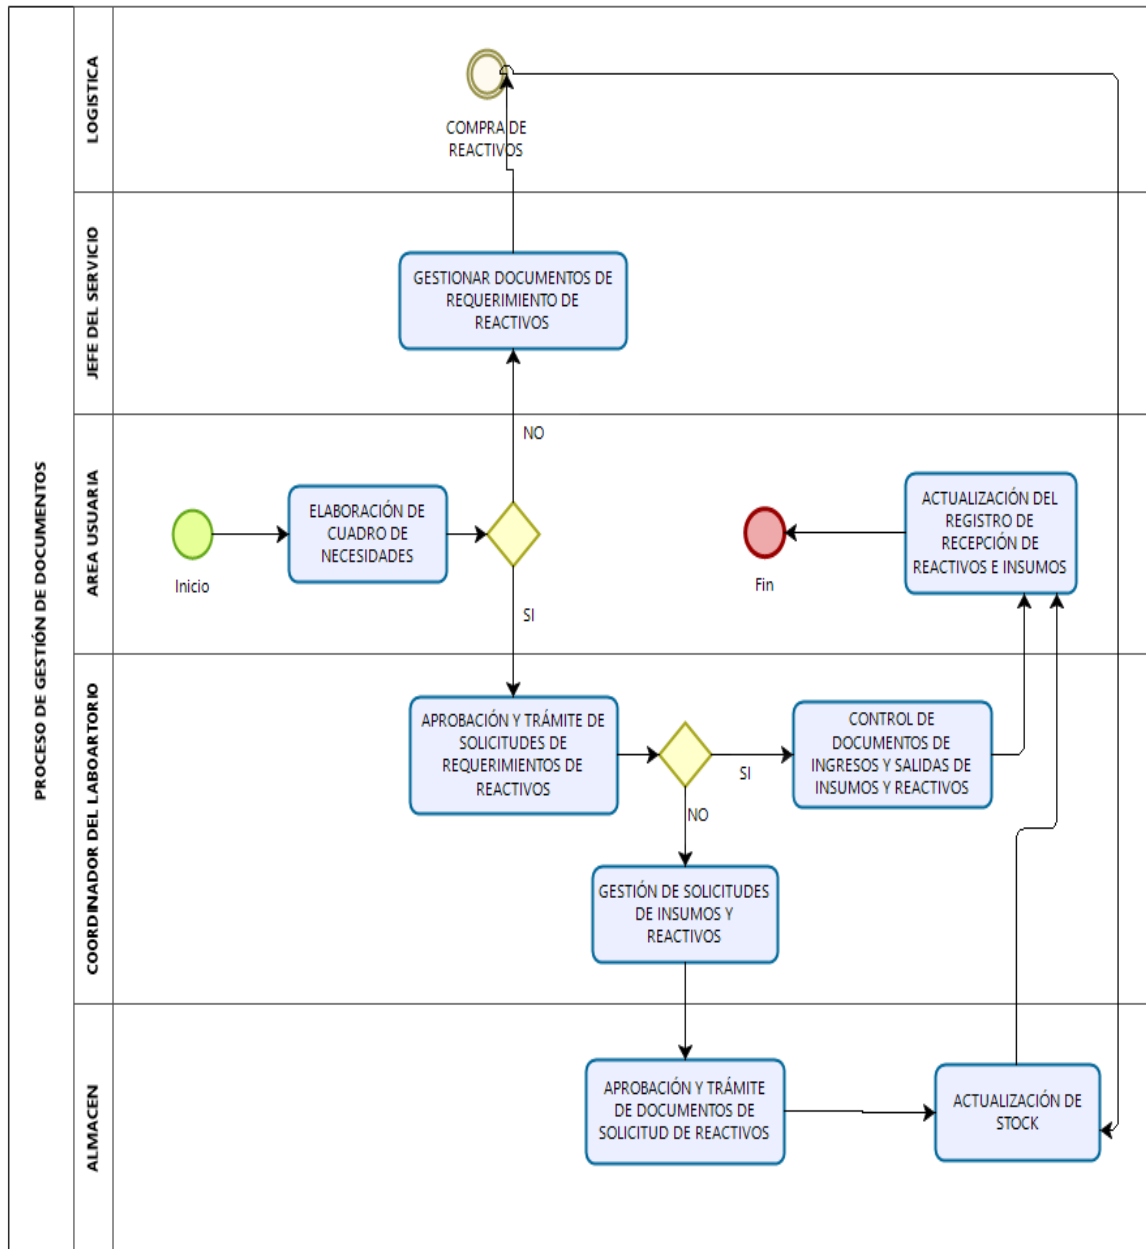 PROCESO DE GESTIÓN DE DOCUMENTOS
LOGISTICA
COMPRA DE
REACTIVOS
JEFE DEL SERVICIO
GESTIONAR DOCUMENTOS DE
REQUERIMIENTO DE
REACTIVOS
NO
AREA USUARIA
Inicio
ELABORACIÓN DE
CUADRO DE
NECESIDADES
SI
Fin
ACTUALIZACIÓN DEL
REGISTRO DE
RECEPCIÓN DE
REACTIVOS E INSUMOS
COORDINADOR DEL LABOARTORIO
APROBACIÓN Y TRÁMITE DE
SOLICITUDES DE
REQUERIMIENTOS DE
REACTIVOS
SI
CONTROL DE
DOCUMENTOS DE
INGRESOS Y SALIDAS DE
INSUMOS Y REACTIVOS
NO
GESTIÓN DE SOLICITUDES
DE INSUMOS Y
REACTIVOS
ALMACEN
APROBACIÓN Y TRÁMITE
DE DOCUMENTOS DE
SOLICITUD DE REACTIVOS
ACTUALIZACIÓN DE
STOCK